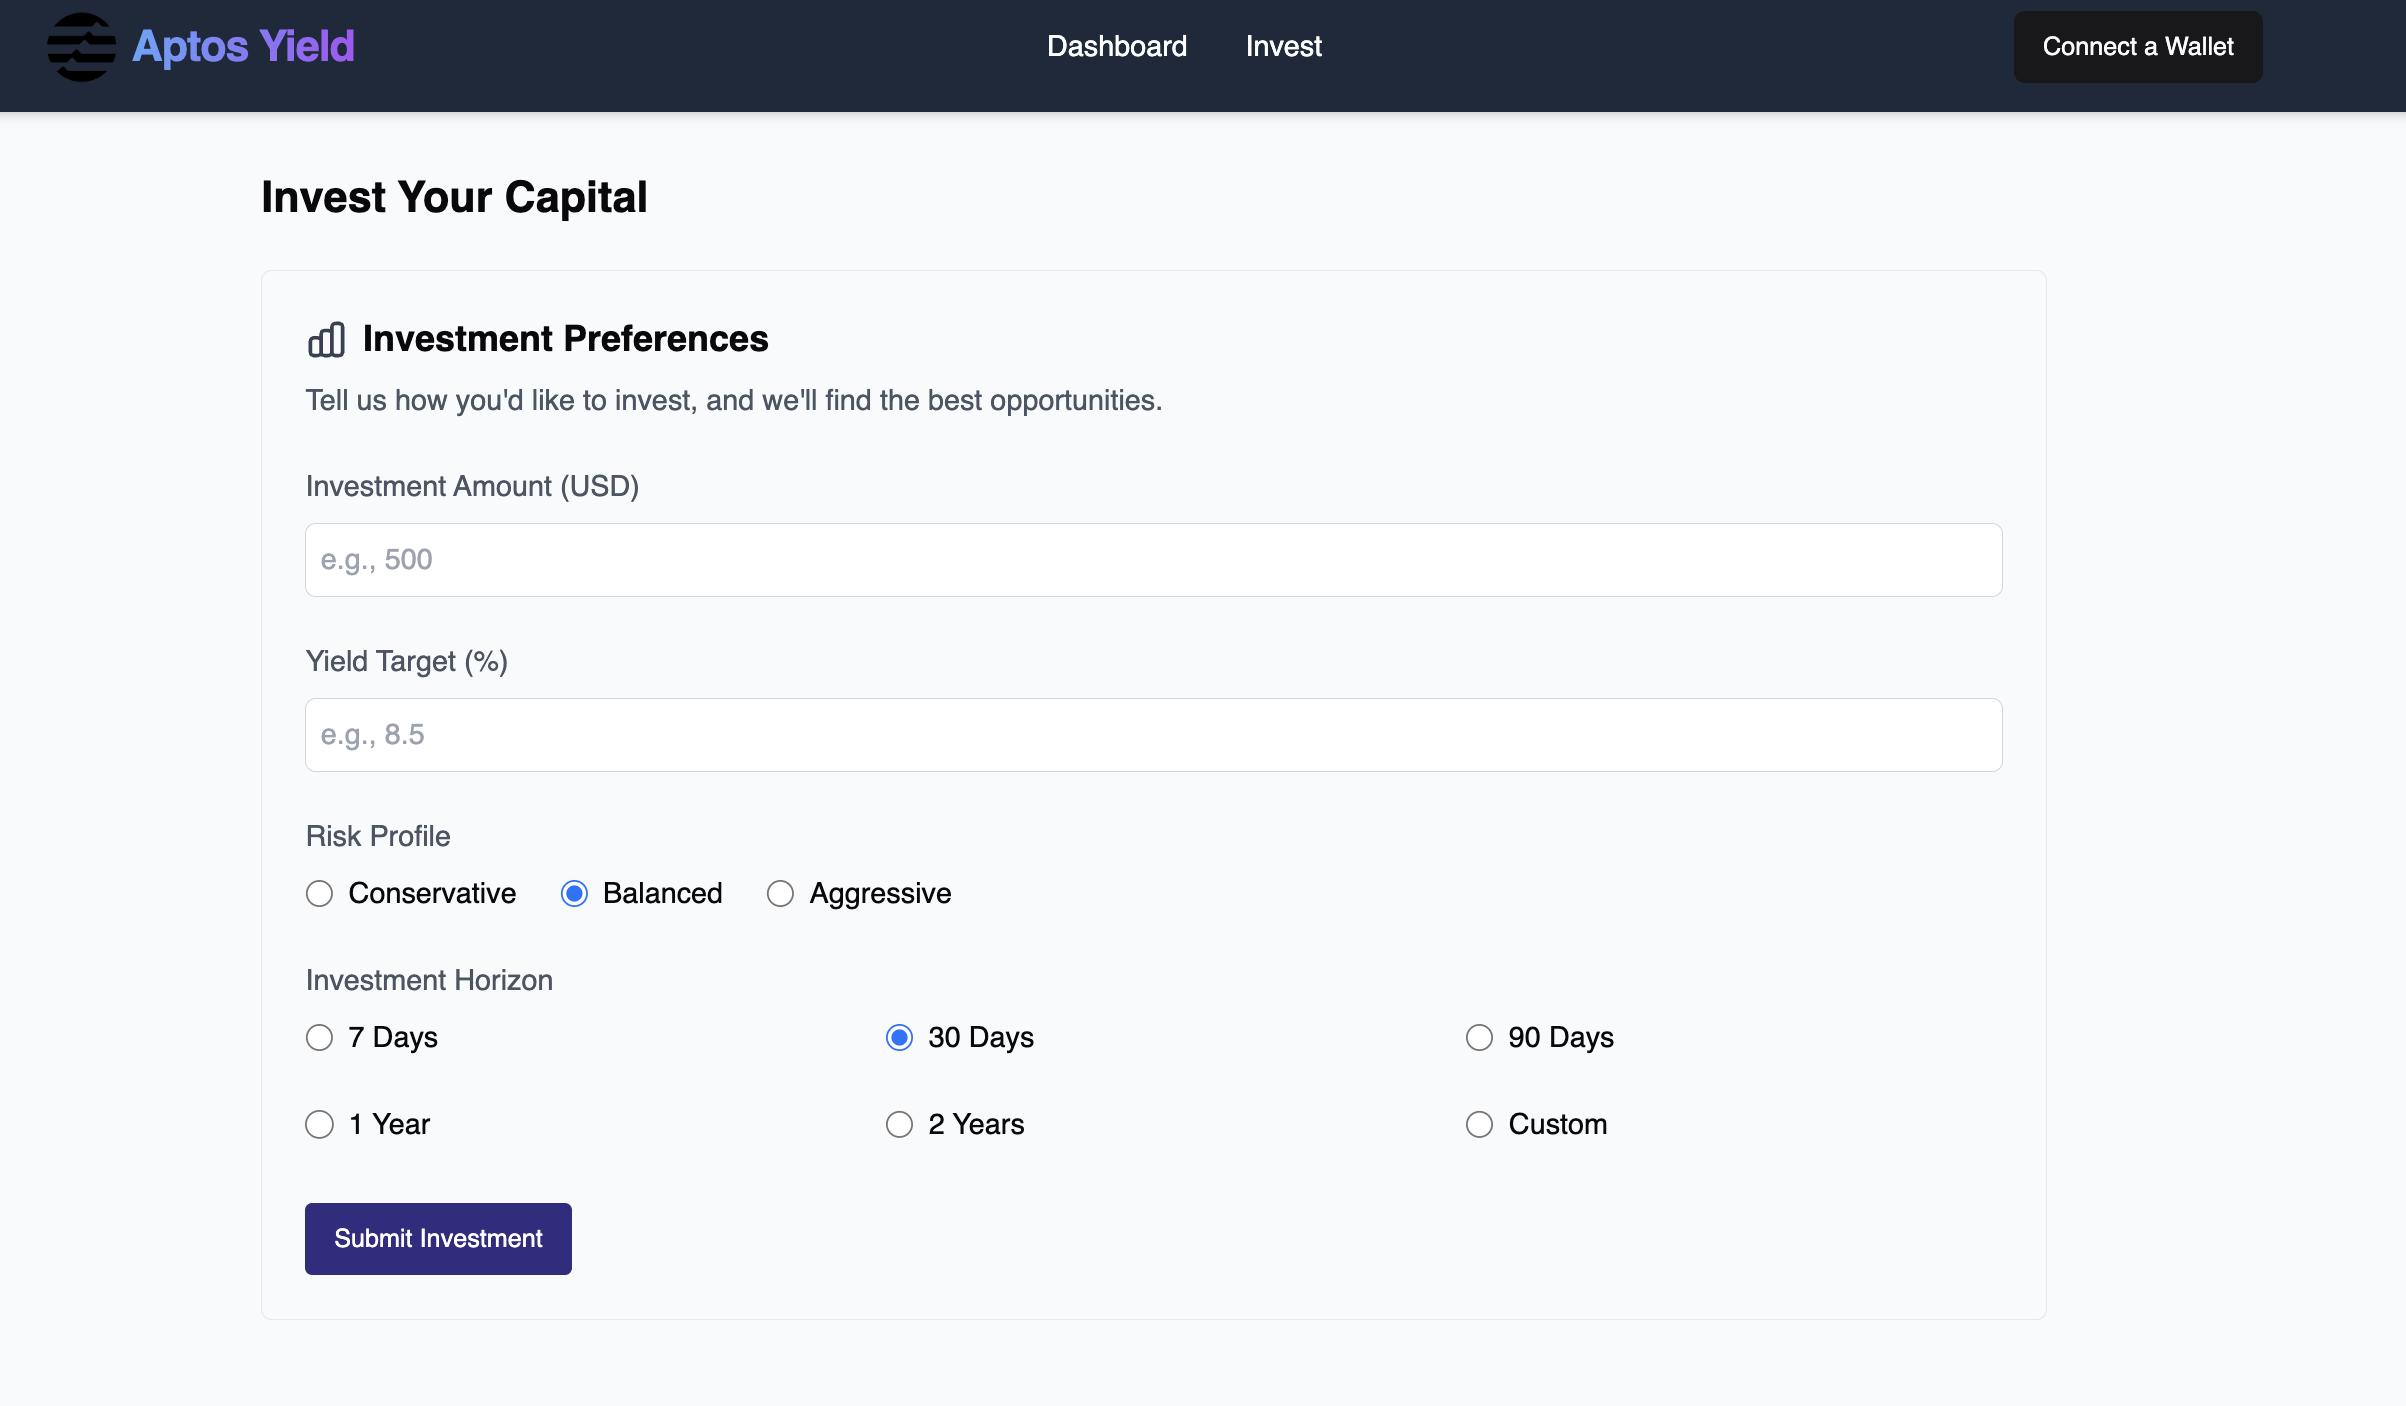 Aptos Yield
Dashboard
Invest
Connect a Wallet
Invest Your Capital
Investment Preferences
Tell us how you'd like to invest, and we'll find the best opportunities.
Investment Amount (USD)
e.g., 500
Yield Target (%)
e.g., 8.5
Risk Profile
Conservative
Balanced
Aggressive
Investment Horizon
7 Days
30 Days
90 Days
1 Year
2 Years
Custom
Submit Investment